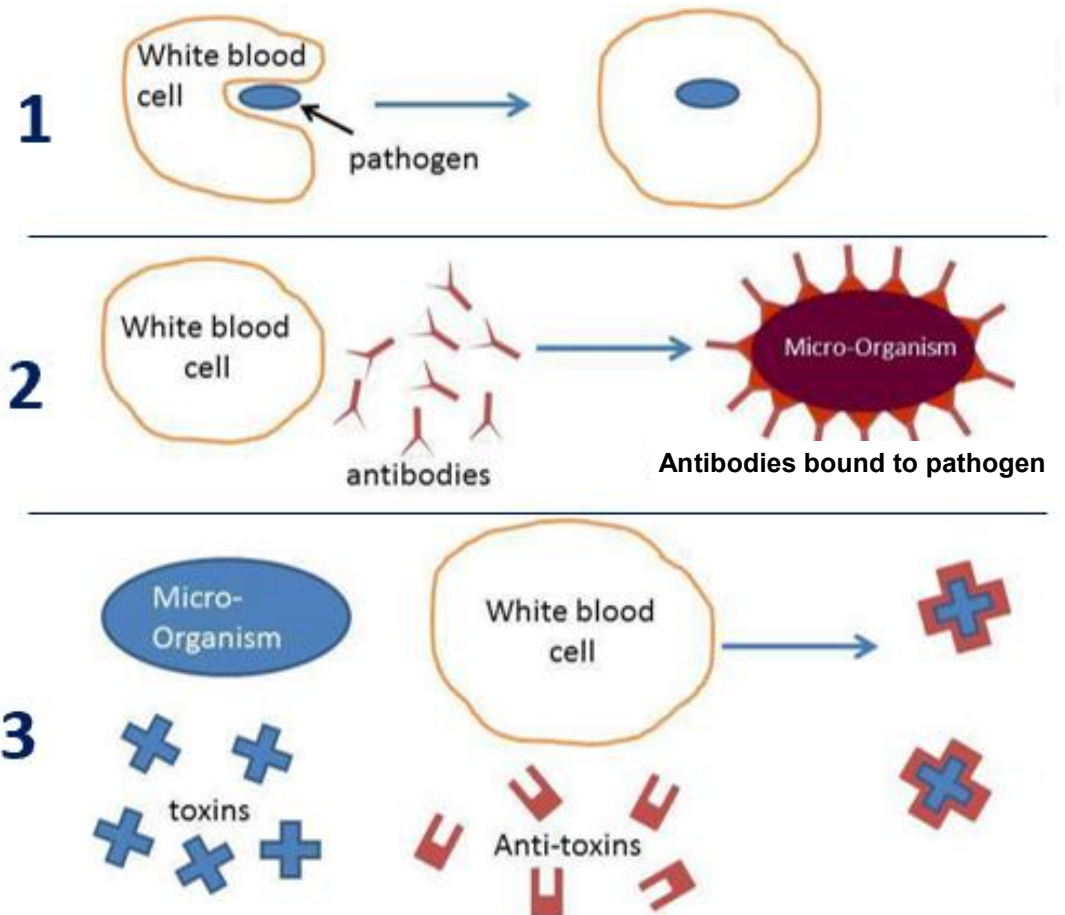 1
White blood
cell
pathogen
2
White blood
cell
antibodies
Micro-Organism
Antibodies bound to pathogen
3
Micro-
Organism
toxins
White blood
cell
Anti-toxins